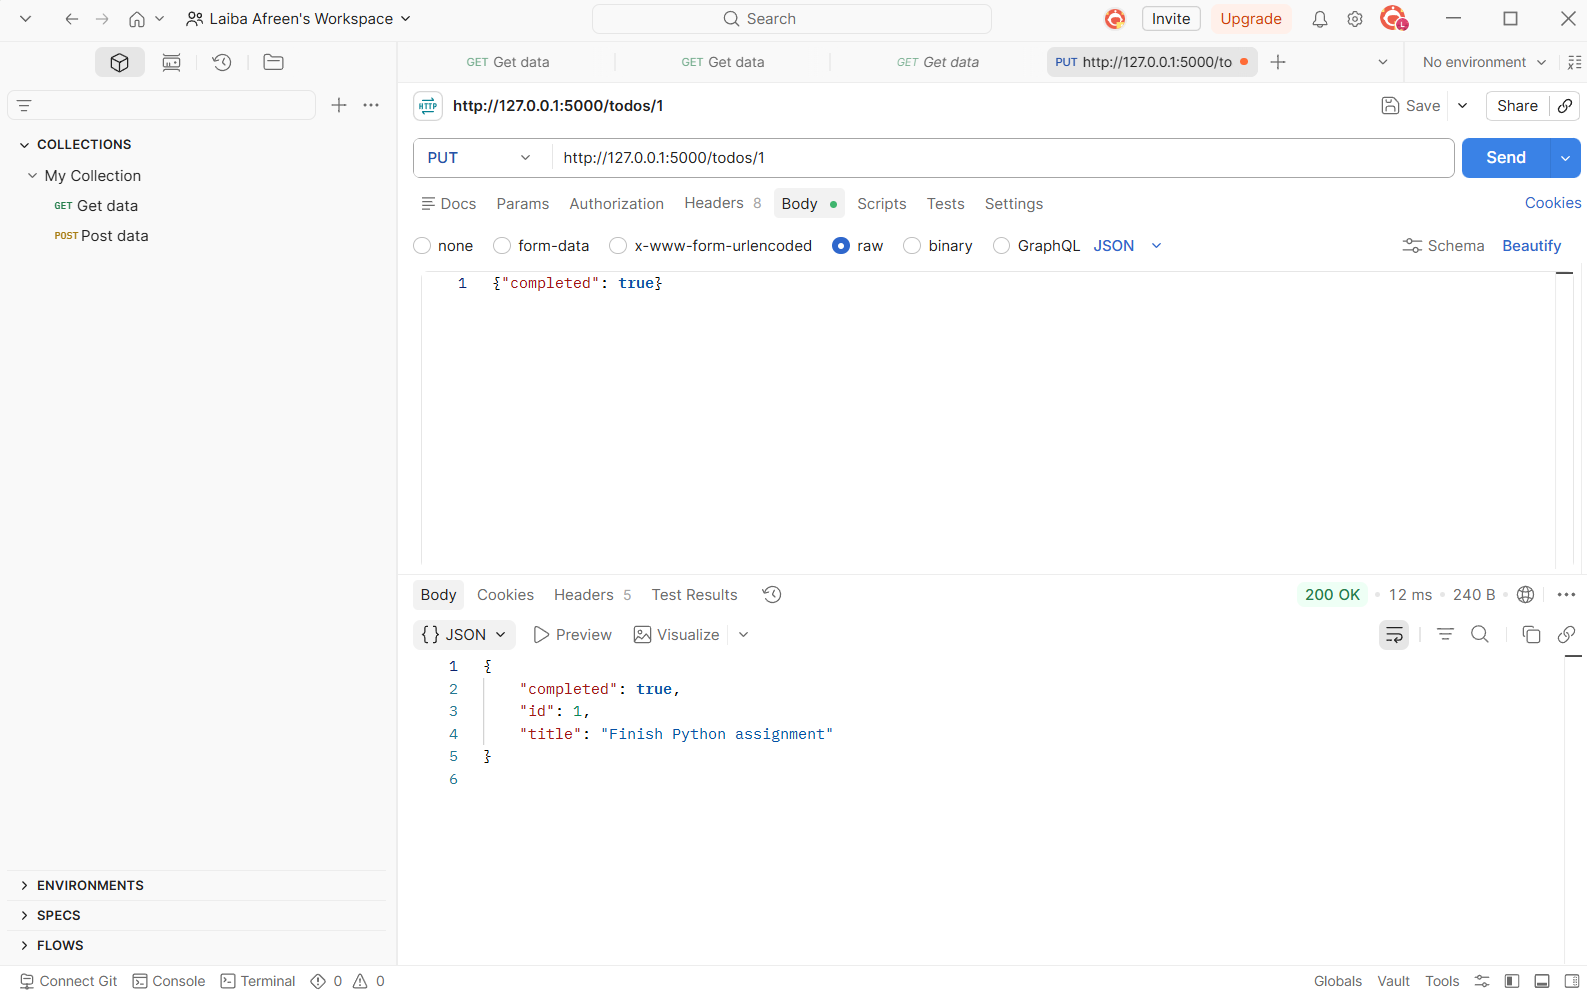 Laiba Afreen's Workspace
Search
Invite
Upgrade
L
GET Get data
GET Get data
GET Get data
PUT http://127.0.0.1:5000/to
No environment
HTTP http://127.0.0.1:5000/todos/1
Save
Share
COLLECTIONS
My Collection
GET Get data
POST Post data
PUT
http://127.0.0.1:5000/todos/1
Send
Docs
Params
Authorization
Headers 8
Body
Scripts
Tests
Settings
Cookies
none
form-data
x-www-form-urlencoded
raw
binary
GraphQL
JSON
Schema
Beautify
1 {"completed": true}
Body
Cookies
Headers 5
Test Results
200 OK
12 ms
240 B
{} JSON
Preview
Visualize
1 {
2 "completed": true,
3 "id": 1,
4 "title": "Finish Python assignment"
5 }
6
ENVIRONMENTS
SPECS
FLOWS
Connect Git
Console
Terminal
0
0
Globals
Vault
Tools